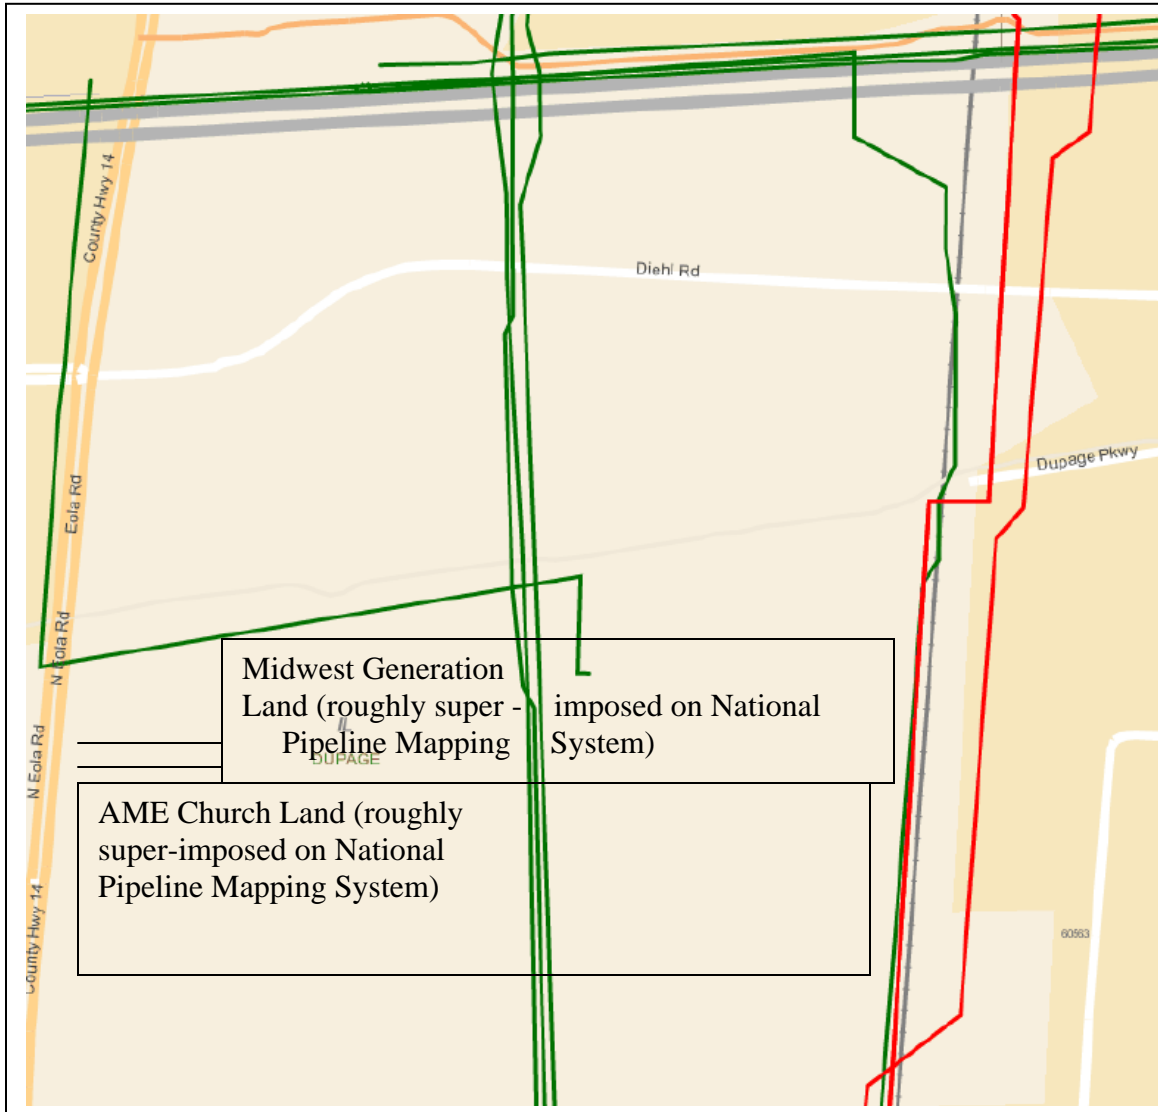 County Hwy 14
Diehl Rd
Eola Rd
Dupage Pkwy
N Eola Rd
N Eola Rd
Midwest Generation
Land (roughly super - imposed on National
Pipeline Mapping System)
IL
DUPAGE
AME Church Land (roughly
super-imposed on National
Pipeline Mapping System)
County Hwy 14
60563